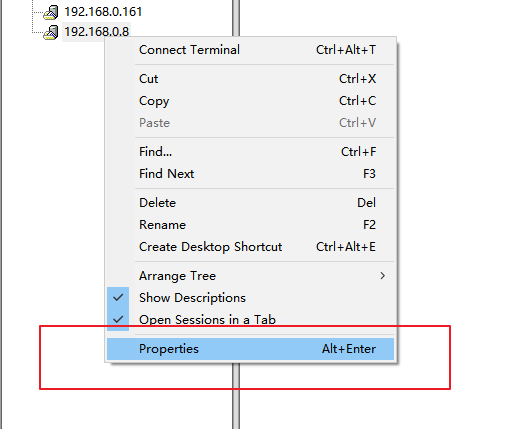 192.168.0.161
192.168.0.8
Connect Terminal Ctrl+Alt+T
Cut Ctrl+X
Copy Ctrl+C
Paste Ctrl+V
Find... Ctrl+F
Find Next F3
Delete Del
Rename F2
Create Desktop Shortcut Ctrl+Alt+E
Arrange Tree
Show Descriptions
Open Sessions in a Tab
Properties Alt+Enter